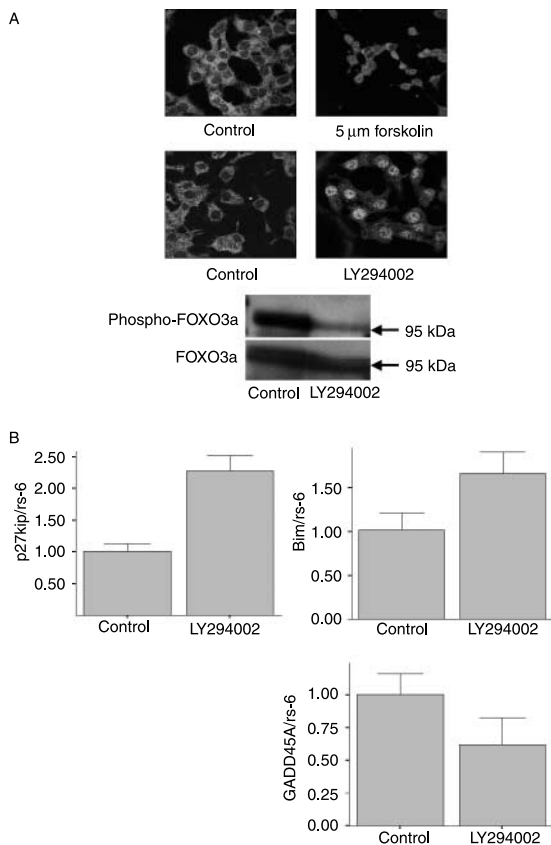 A
Control
5 μm forskolin
Control
LY294002
Phospho-FOXO3a
95 kDa
FOXO3a
95 kDa
Control
LY294002
B
p27kip/rs-6
2.50
2.00
1.50
1.00
0.50
Control
LY294002
Bim/rs-6
1.50
1.00
0.50
0.00
Control
LY294002
GADD45A/rs-6
1.00
0.75
0.50
0.25
0.00
Control
LY294002